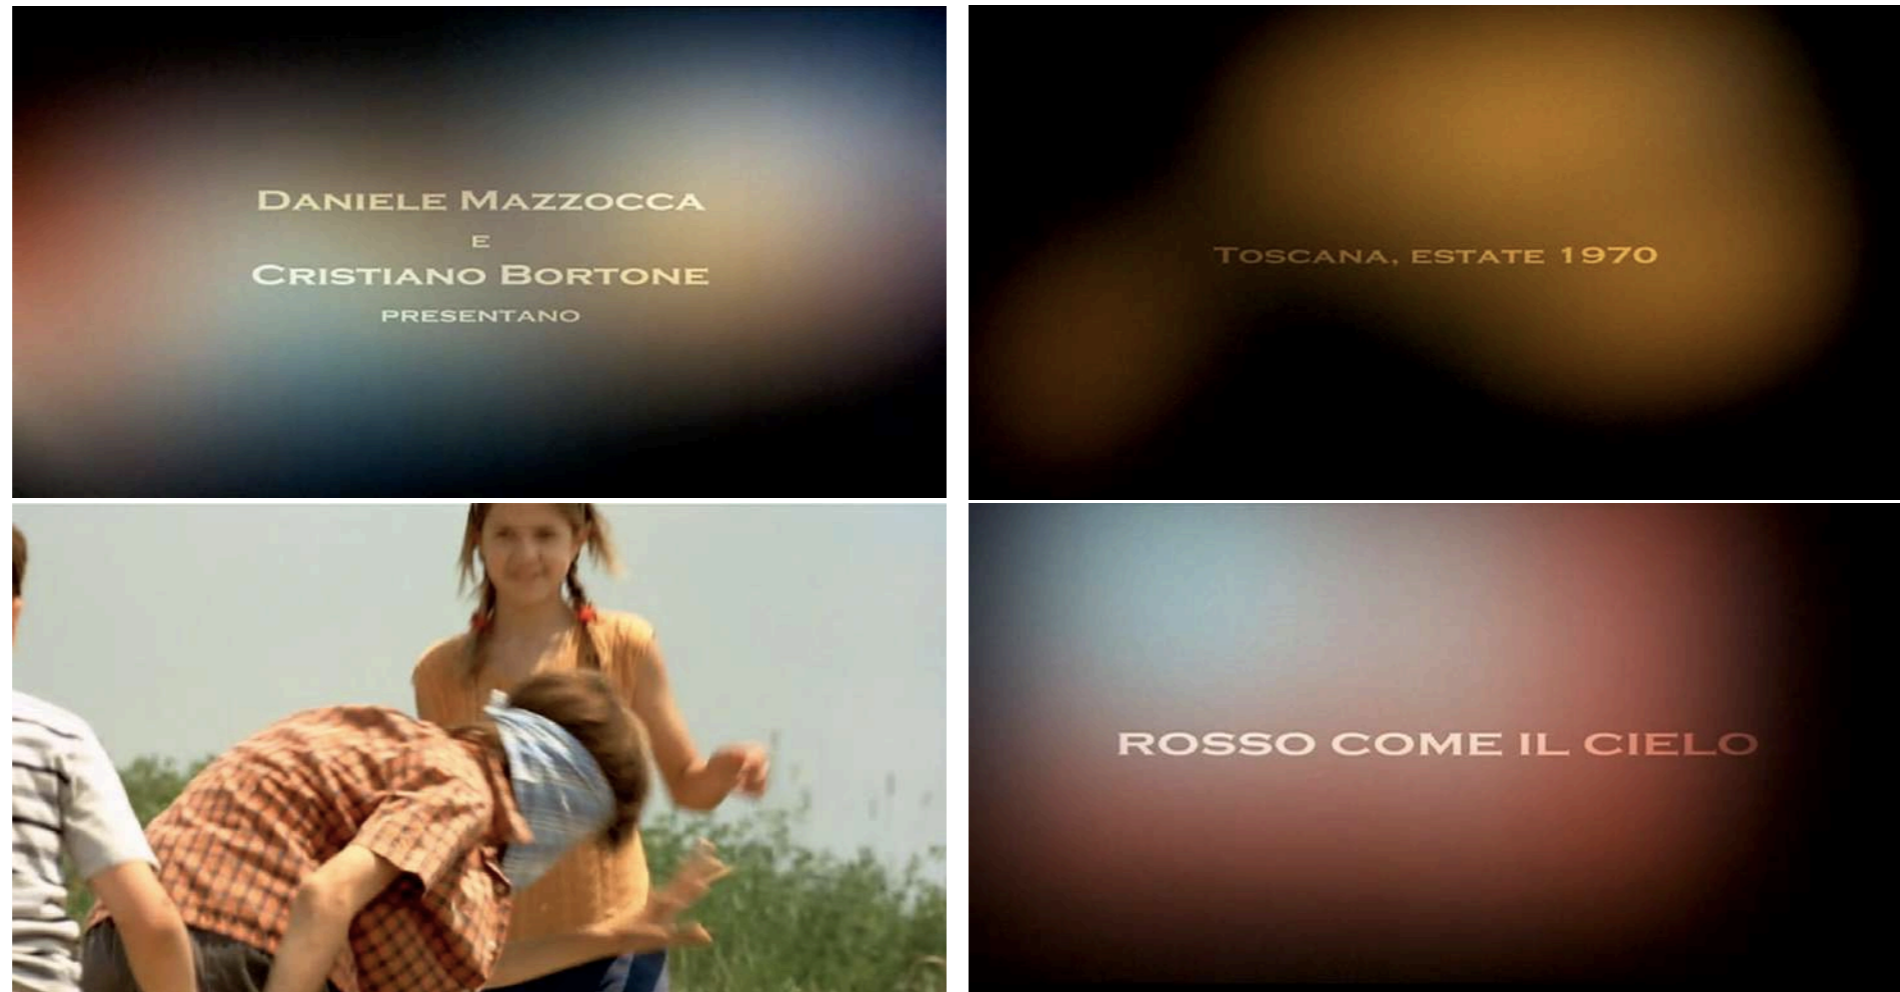 DANIELE MAZZOCCA
E
CRISTIANO BORTONE
PRESENTANO
TOSCANA, ESTATE 1970
ROSSO COME IL CIELO